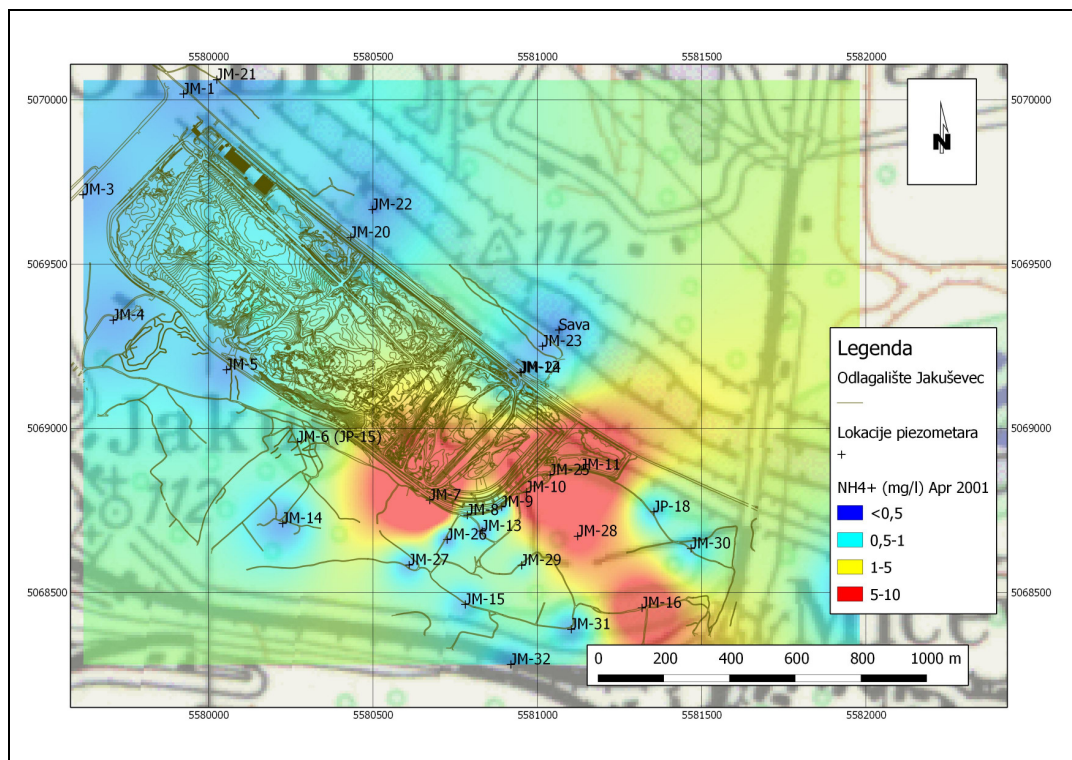 5580000 5580500 5581000 5581500 5582000
5070000 5070000
5069500 5069500
5069000 5069000
5068500 5068500
5580000 5580500 5581000 5581500 5582000
N
JM-21
JM-1
JM-3
JM-22
JM-20
112
Sava
JM-23
JM-4
JM-24
JM-5
Jak
JM-6 (JP-15)
JM-11
JM-25
JM-7
JM-10
JM-9
JM-8
JP-18
112
JM-14
JM-13
JM-26
JM-28
JM-30
JM-27
JM-29
JM-15
JM-16
JM-31
Mice
JM-32
Legenda
Odlagalište Jakuševec
Lokacije piezometara
NH4+ (mg/l) Apr 2001
<0,5
0,5-1
1-5
5-10
0 200 400 600 800 1000 m